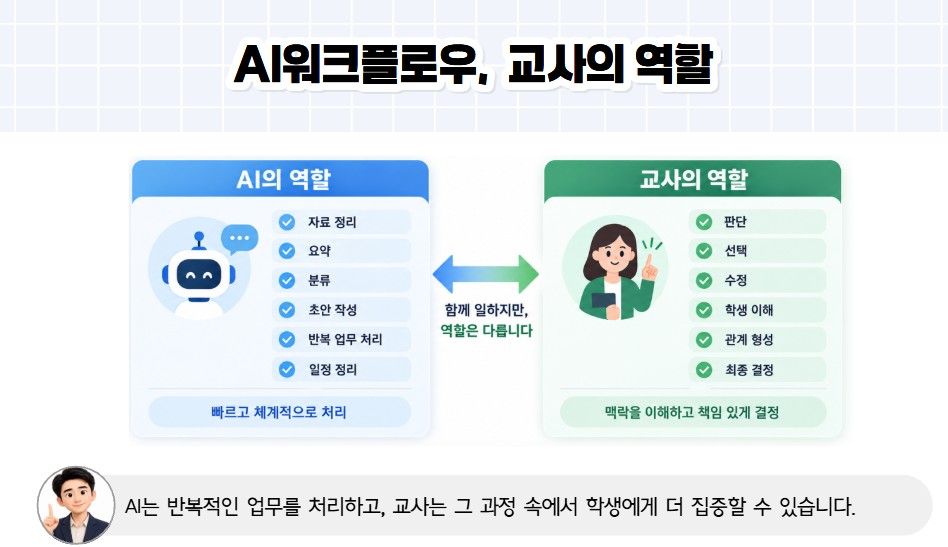 AI워크플로우, 교사의 역할
AI의 역할
자료 정리
요약
분류
초안 작성
반복 업무 처리
일정 정리
빠르고 체계적으로 처리
함께 일하지만,
역할은 다릅니다
교사의 역할
판단
선택
수정
학생 이해
관계 형성
최종 결정
맥락을 이해하고 책임 있게 결정
AI는 반복적인 업무를 처리하고, 교사는 그 과정 속에서 학생에게 더 집중할 수 있습니다.